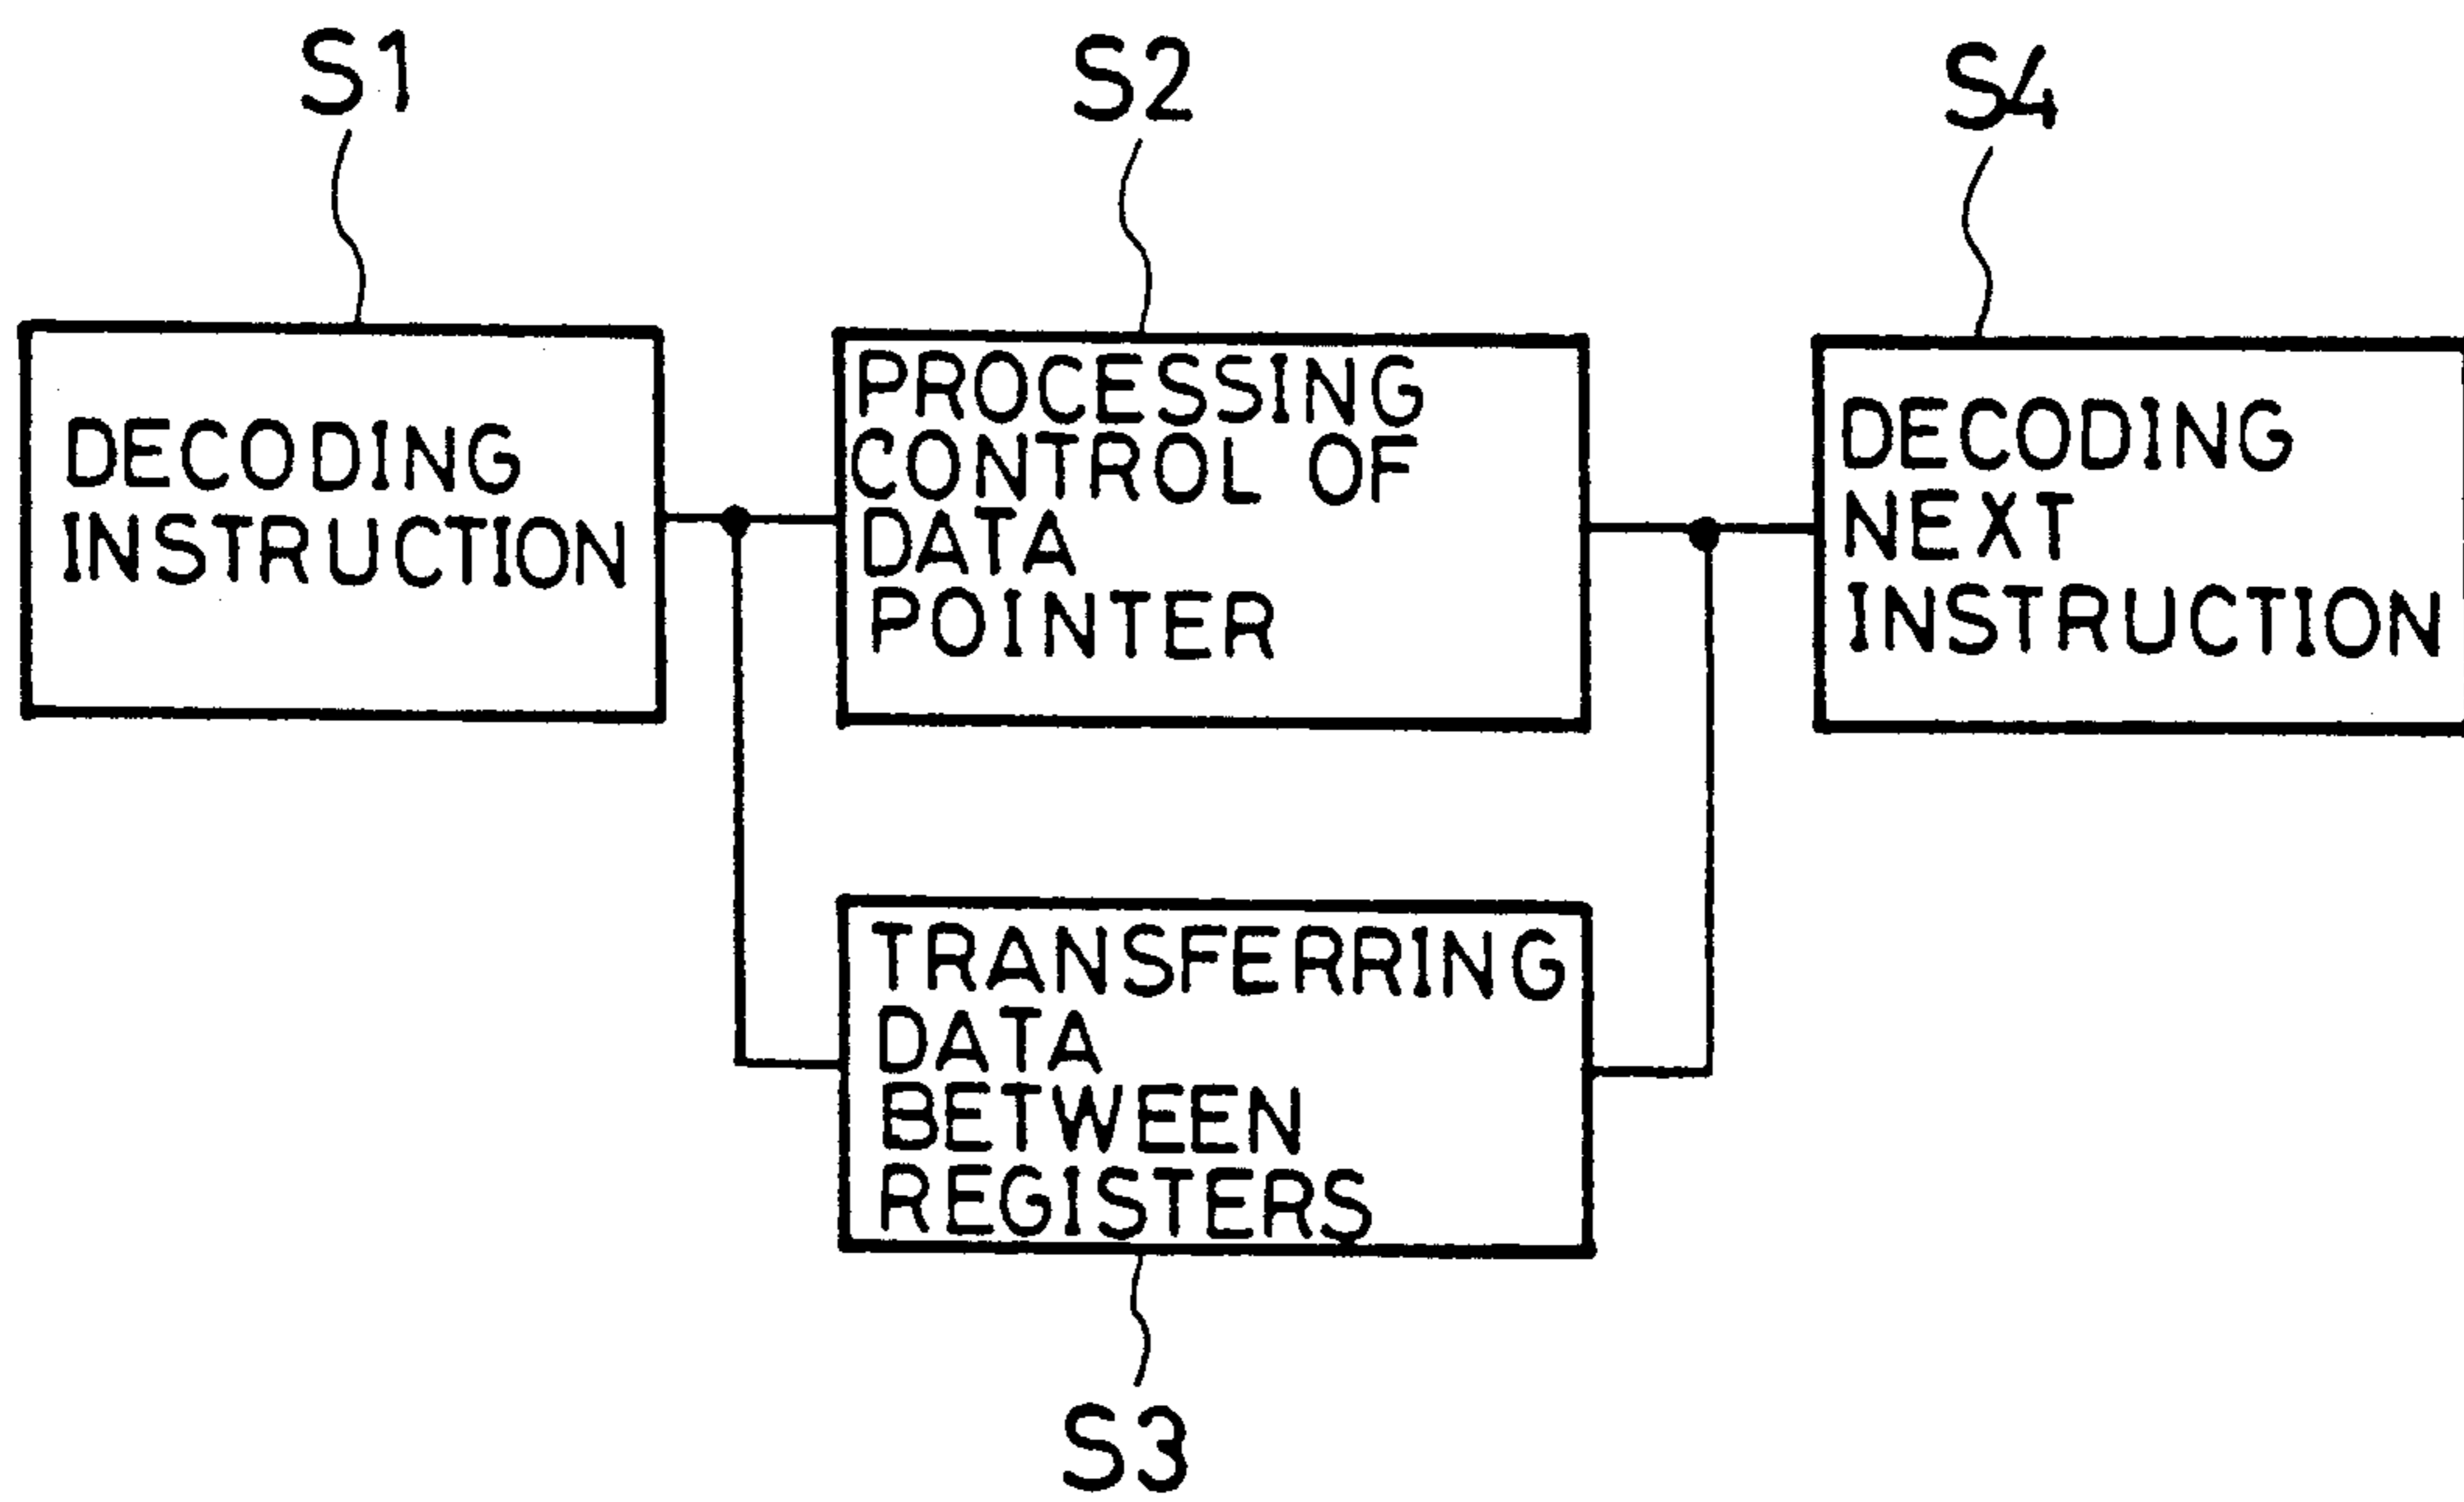 S1
S2
S4
DECODING
INSTRUCTION
PROCESSING
CONTROL OF
DATA
POINTER
DECODING
NEXT
INSTRUCTION
TRANSFERRING
DATA
BETWEEN
REGISTERS
S3